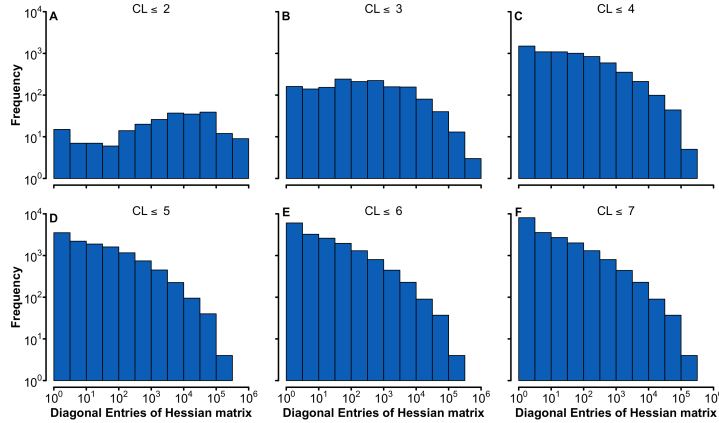 A CL ≤ 2
B CL ≤ 3
C CL ≤ 4
Frequency
10⁴
10³
10²
10¹
10⁰
D CL ≤ 5
E CL ≤ 6
F CL ≤ 7
Frequency
10⁴
10³
10²
10¹
10⁰
10⁰ 10¹ 10² 10³ 10⁴ 10⁵ 10⁶
10⁰ 10¹ 10² 10³ 10⁴ 10⁵ 10⁶
10⁰ 10¹ 10² 10³ 10⁴ 10⁵
Diagonal Entries of Hessian matrix
Diagonal Entries of Hessian matrix
Diagonal Entries of Hessian matrix